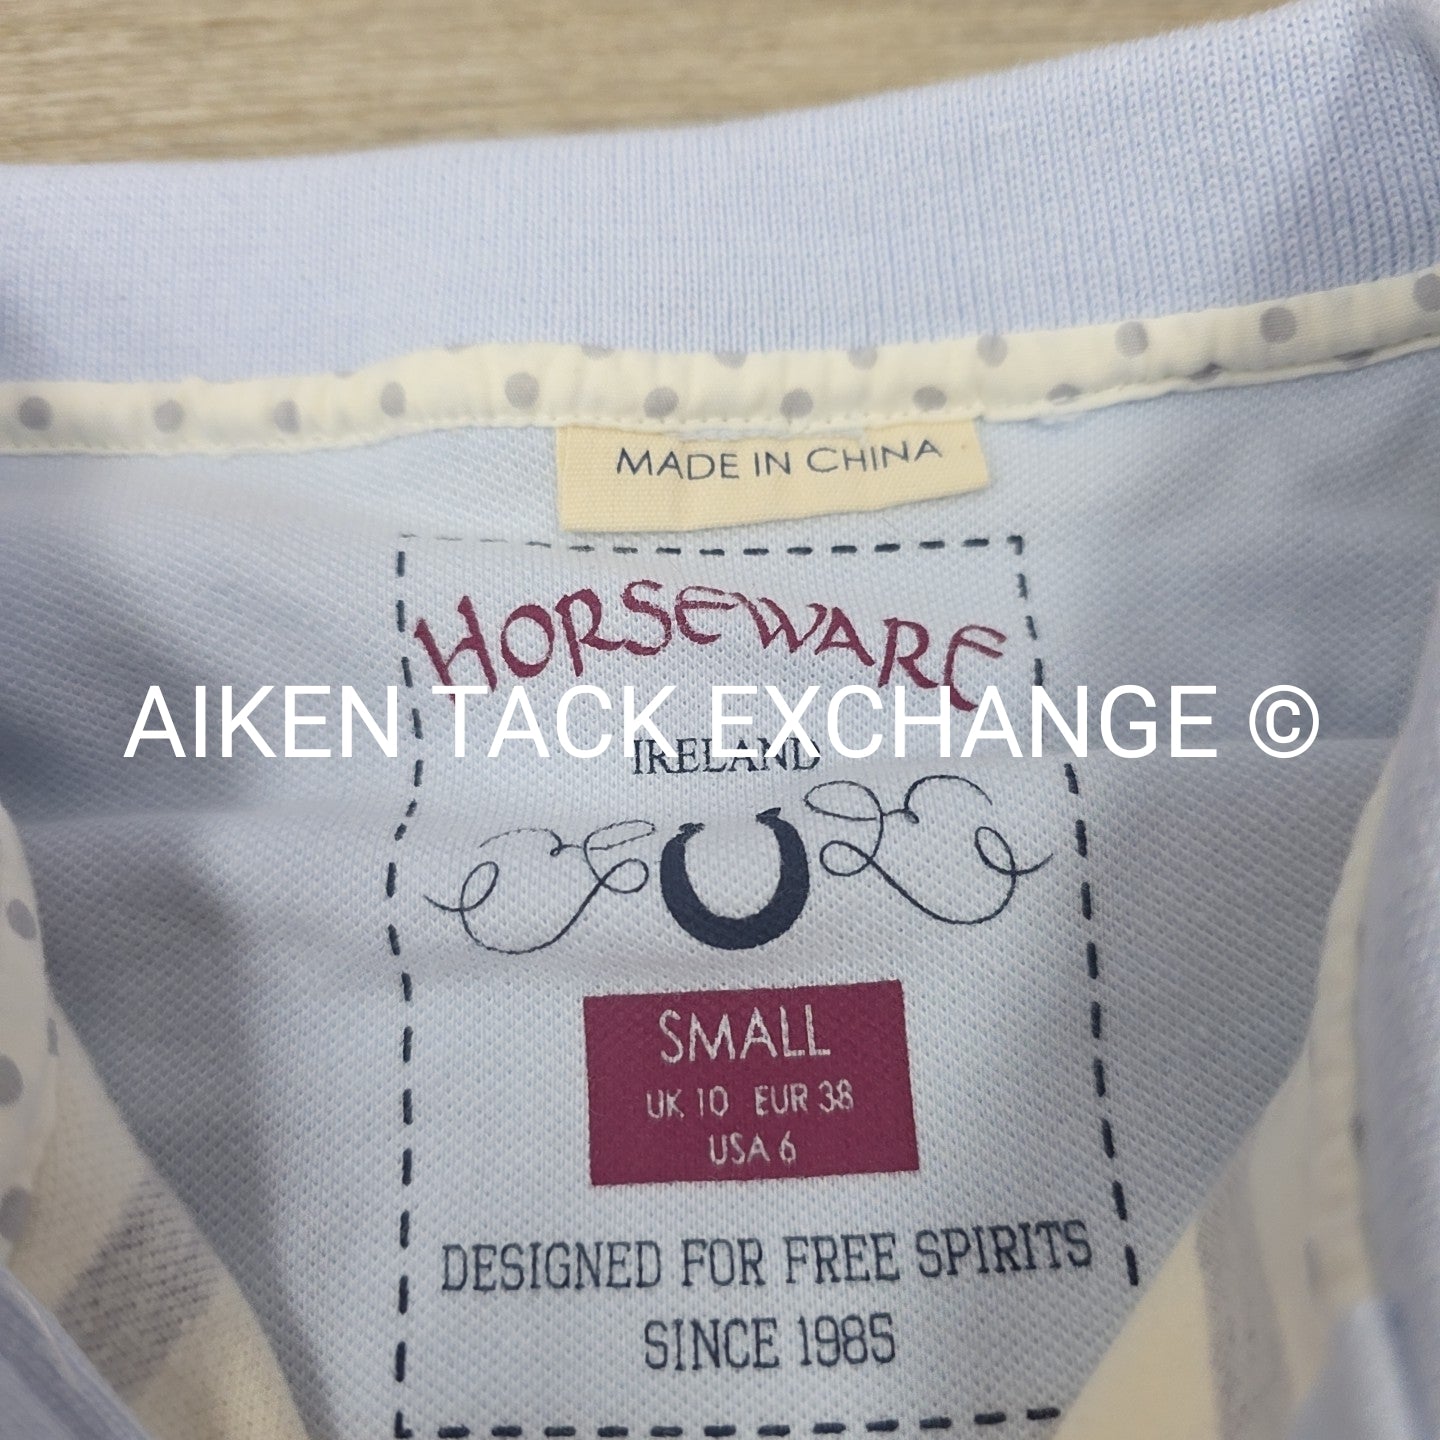 MADE IN CHINA
HORSEWARE
AIKEN TACK EXCHANGE ©
IRELAND
SMALL
UK 10 EUR 38
USA 6
DESIGNED FOR FREE SPIRITS
SINCE 1985